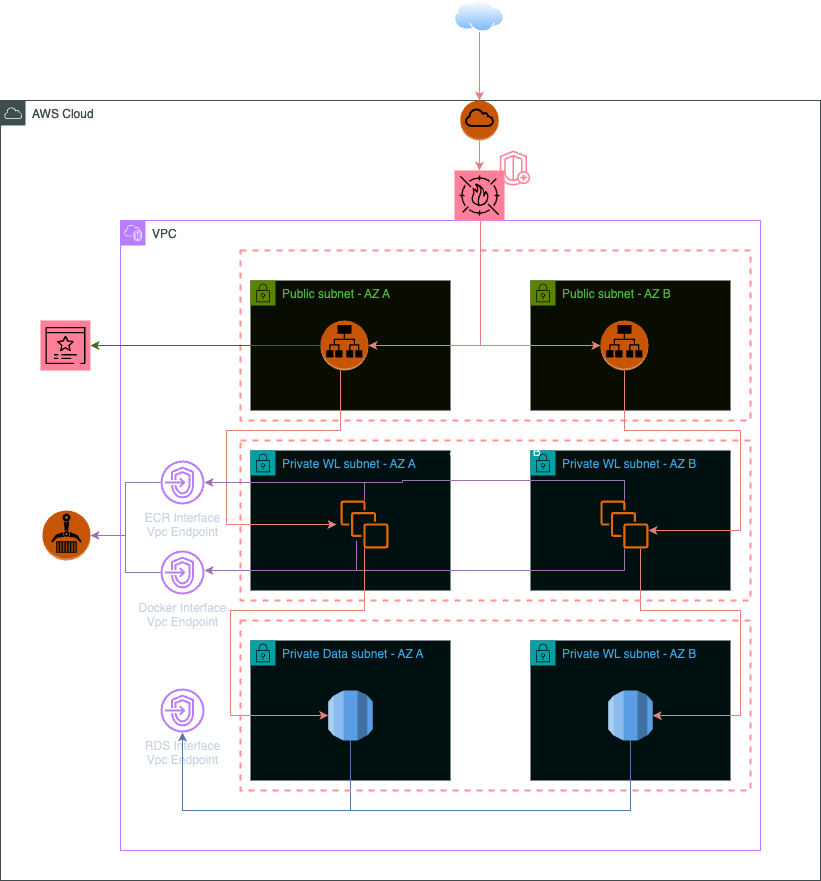 AWS Cloud
VPC
Public subnet - AZ A
Public subnet - AZ B
B
Private WL subnet - AZ A
Private WL subnet - AZ B
ECR Interface
Vpc Endpoint
Docker Interface
Vpc Endpoint
Private Data subnet - AZ A
Private WL subnet - AZ B
RDS Interface
Vpc Endpoint